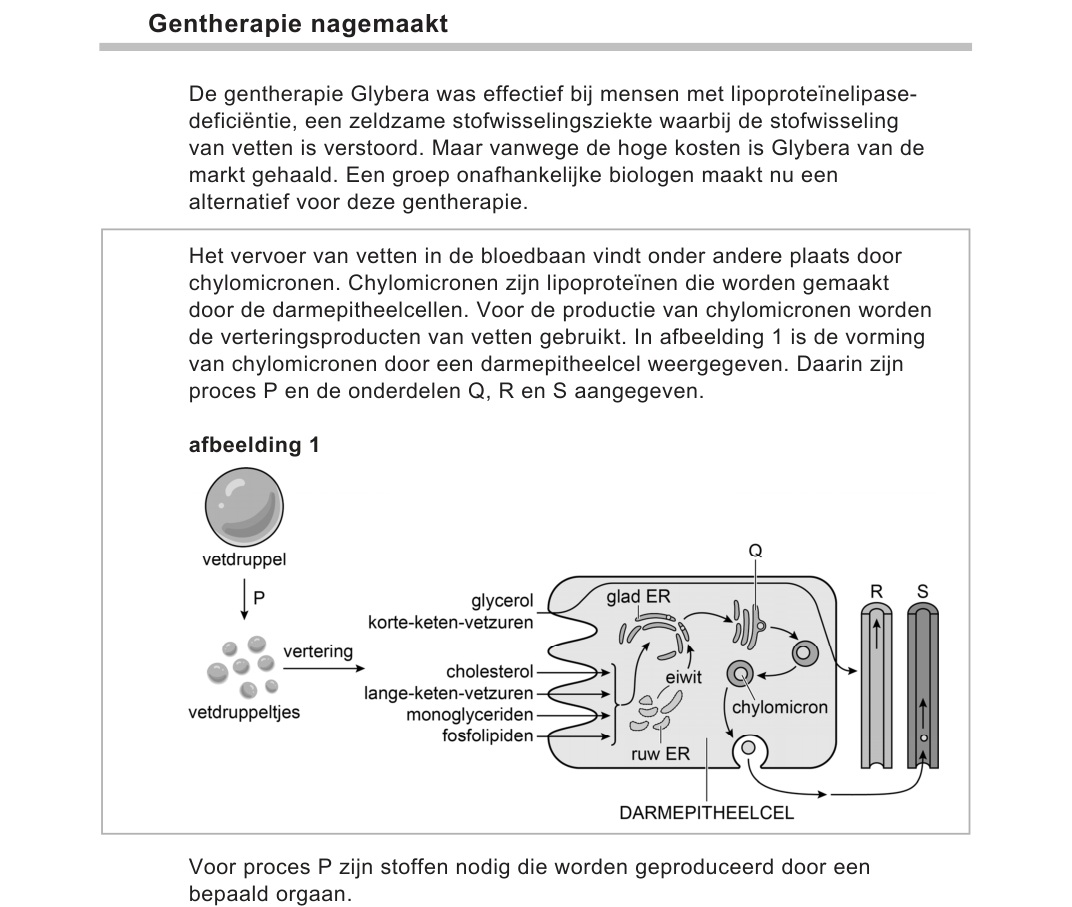 Gentherapie nagemaakt
De gentherapie Glybera was effectief bij mensen met lipoproteïnelipase-
deficiëntie, een zeldzame stofwisselingsziekte waarbij de stofwisseling
van vetten is verstoord. Maar vanwege de hoge kosten is Glybera van de
markt gehaald. Een groep onafhankelijke biologen maakt nu een
alternatief voor deze gentherapie.
Het vervoer van vetten in de bloedbaan vindt onder andere plaats door
chylomicronen. Chylomicronen zijn lipoproteïnen die worden gemaakt
door de darmepitheelcellen. Voor de productie van chylomicronen worden
de verteringsproducten van vetten gebruikt. In afbeelding 1 is de vorming
van chylomicronen door een darmepitheelcel weergegeven. Daarin zijn
proces P en de onderdelen Q, R en S aangegeven.
afbeelding 1
vetdruppel
P
vetdruppeltjes
vertering
glycerol
korte-keten-vetzuren
cholesterol
lange-keten-vetzuren
monoglyceriden
fosfolipiden
glad ER
eiwit
ruw ER
Q
chylomicron
DARMEPITHEELCEL
R
S
Voor proces P zijn stoffen nodig die worden geproduceerd door een
bepaald orgaan.